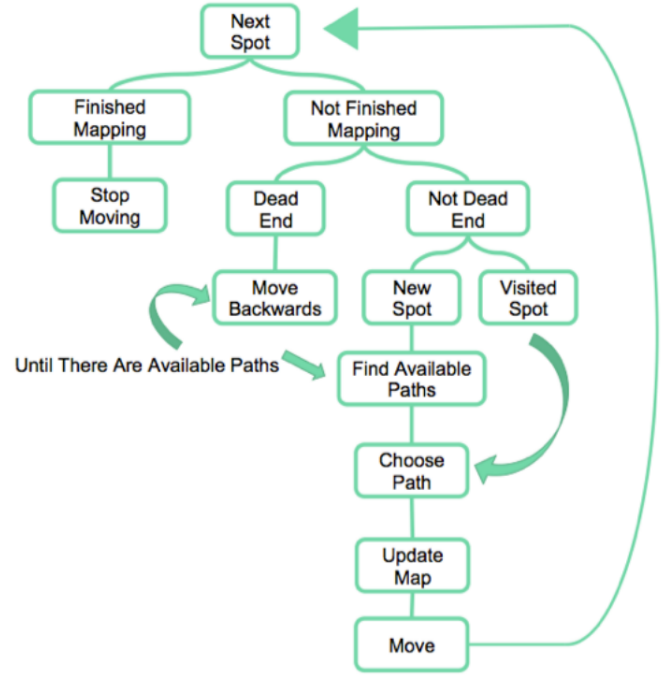 Next
Spot
Finished
Mapping
Not Finished
Mapping
Stop
Moving
Dead
End
Not Dead
End
Move
Backwards
New
Spot
Visited
Spot
Until There Are Available Paths
Find Available
Paths
Choose
Path
Update
Map
Move